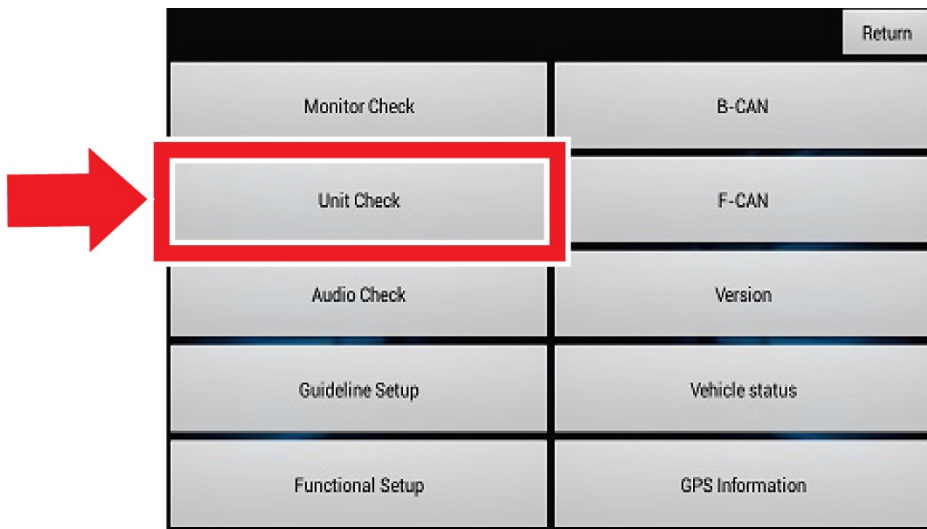 Return
Monitor Check
B-CAN
Unit Check
F-CAN
Audio Check
Version
Guideline Setup
Vehicle status
Functional Setup
GPS Information